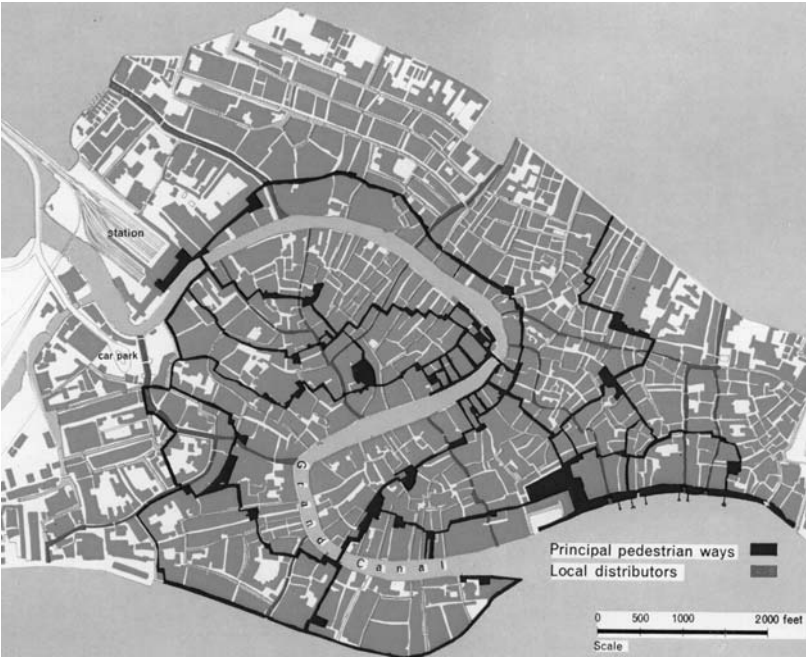 station
car park
Grand
Canal
Principal pedestrian ways
Local distributors
0 500 1000 2000 feet
Scale